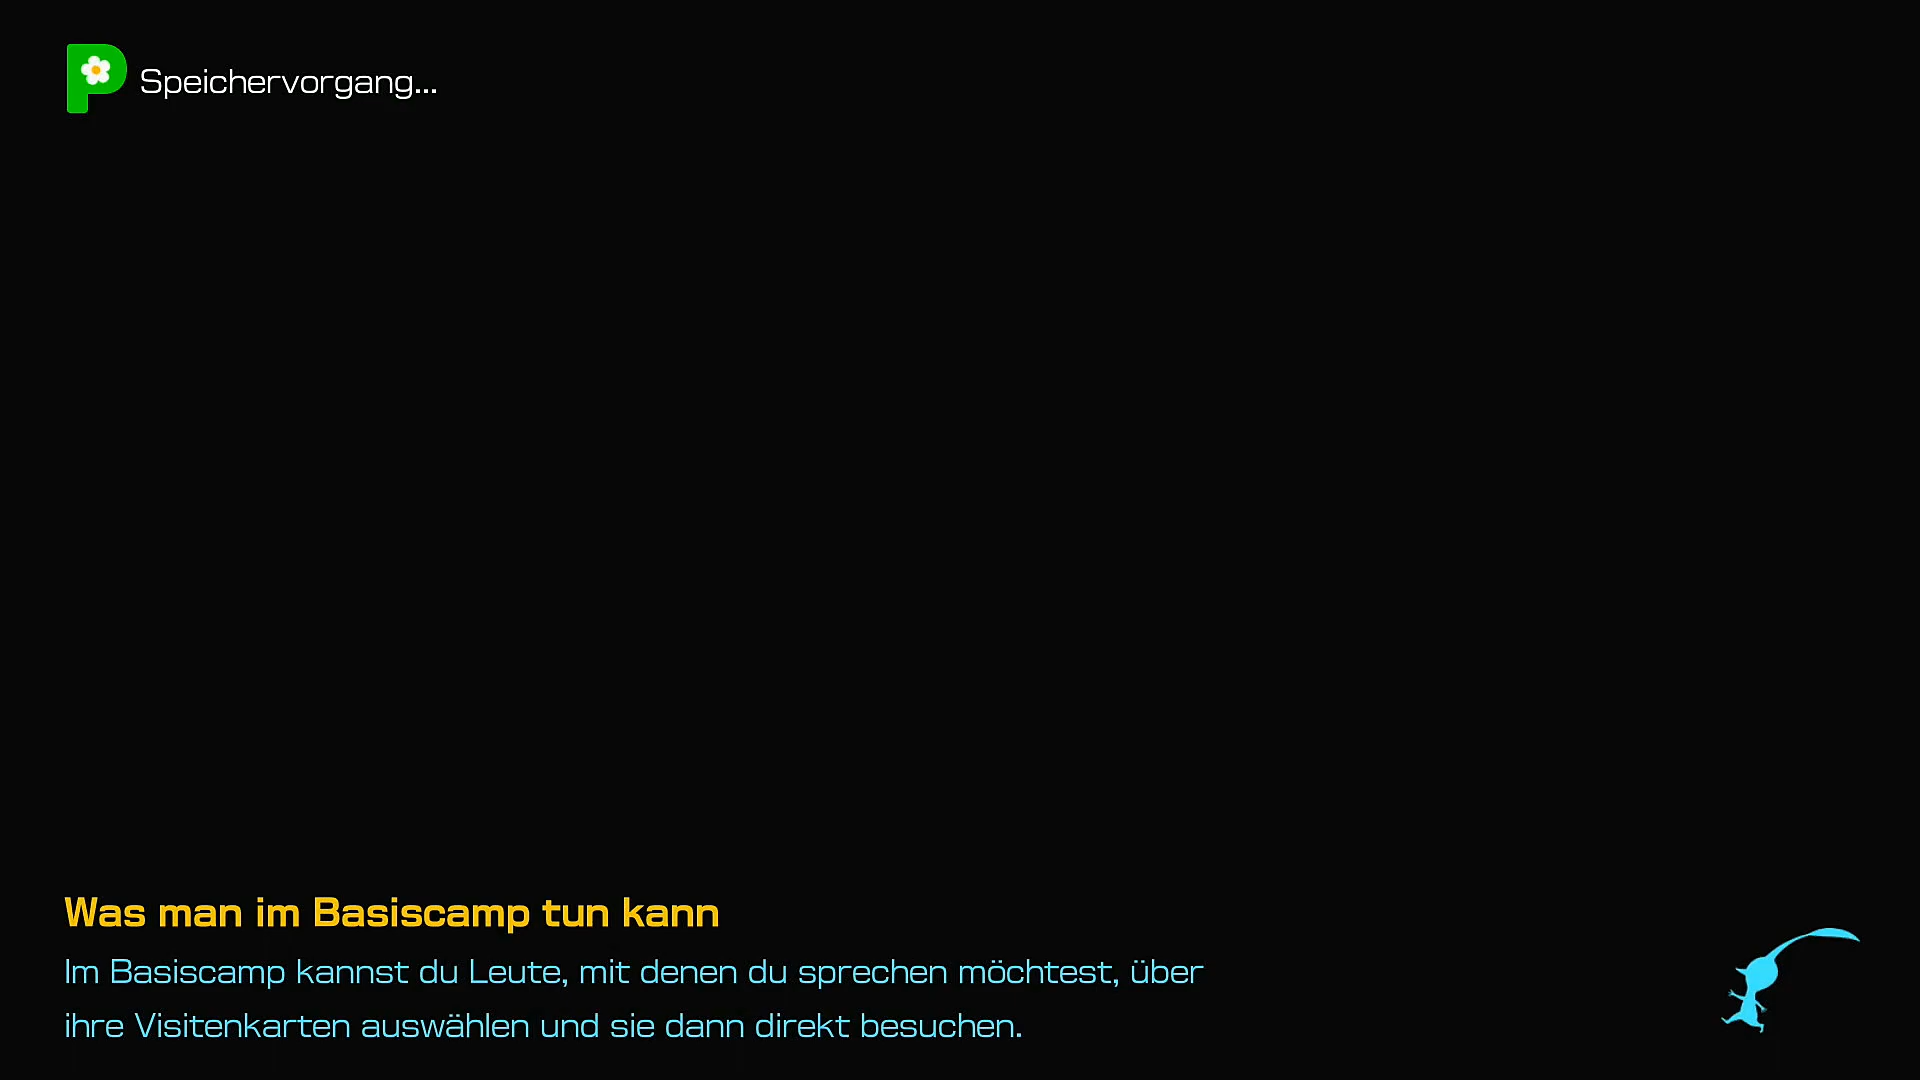 Speichervorgang...
Was man im Basiscamp tun kann
Im Basiscamp kannst du Leute, mit denen du sprechen möchtest, über
ihre Visitenkarten auswählen und sie dann direkt besuchen.